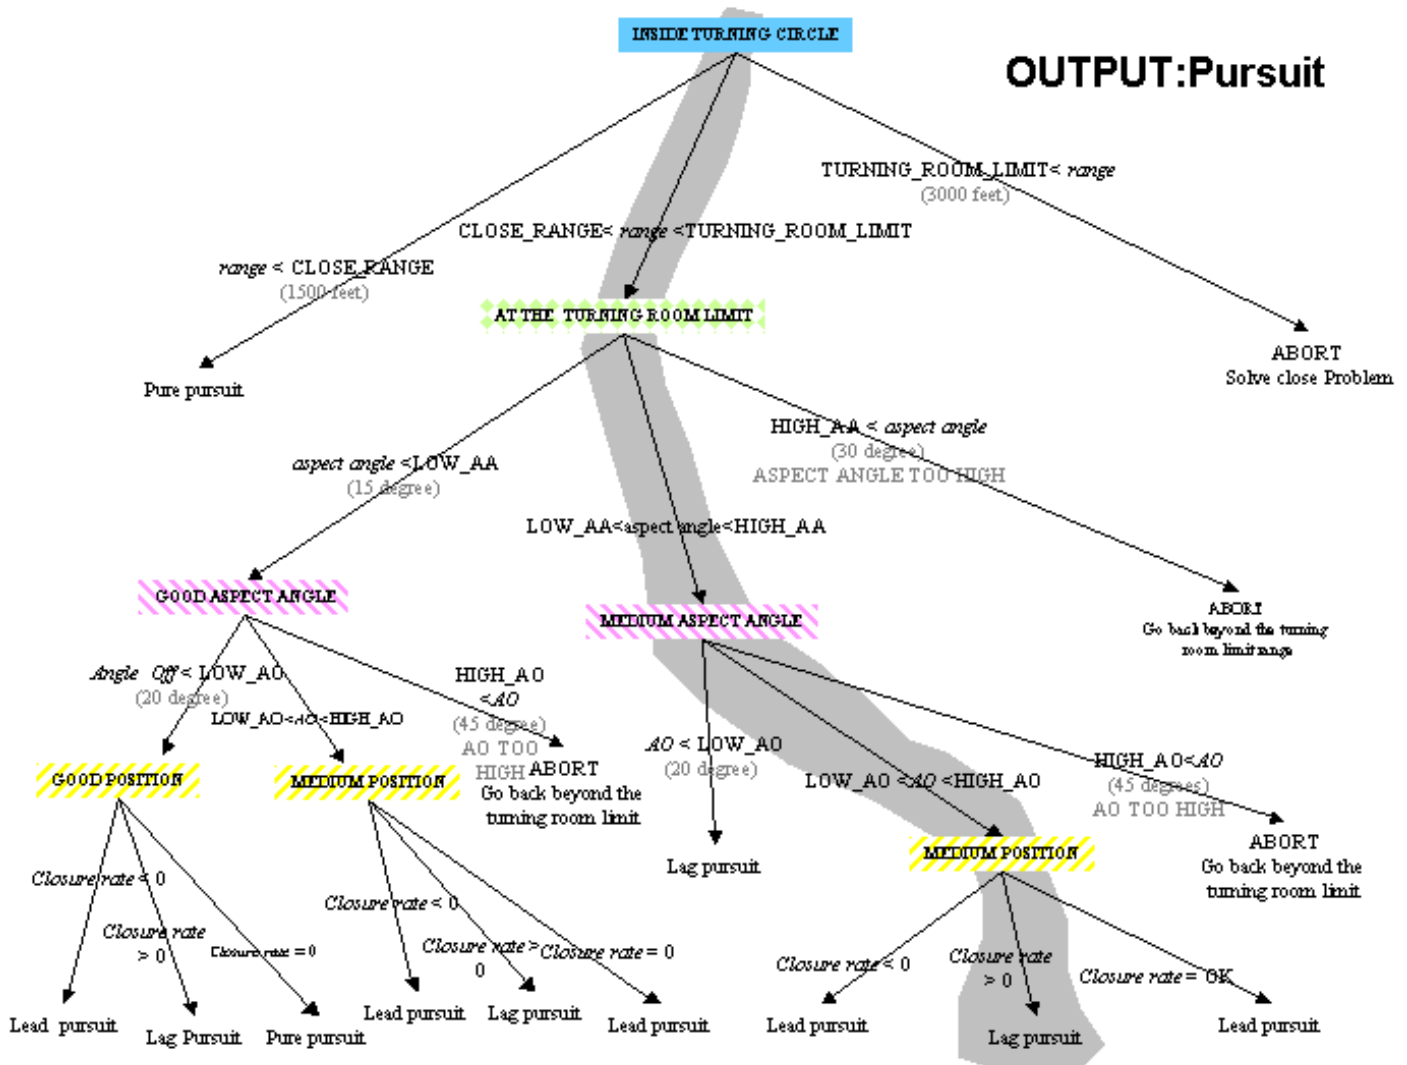 INSIDE TURNING CIRCLE
OUTPUT:Pursuit
TURNING_ROOM_LIMIT< range
(3000 feet)
CLOSE_RANGE< range <TURNING_ROOM_LIMIT
range < CLOSE_RANGE
(1500 feet)
AT THE TURNING ROOM LIMIT
ABORT
Solve close Problem
Pure pursuit
HIGH_AA < aspect angle
(30 degree)
ASPECT ANGLE TOO HIGH
aspect angle <LOW_AA
(15 degree)
LOW_AA<aspect angle<HIGH_AA
GOOD ASPECT ANGLE
MEDIUM ASPECT ANGLE
ABORT
Go back beyond the turning
room limit range
Angle Off < LOW_AO
(20 degree)
LOW_AO<AO<HIGH_AO
HIGH_AO
<AO
(45 degree)
AO TOO
HIGH
AO < LOW_AO
(20 degree)
LOW_AO <AO <HIGH_AO
HIGH_AO<AO
(45 degrees)
AO TOO HIGH
GOOD POSITION
MEDIUM POSITION
ABORT
Go back beyond the
turning room limit
Lag pursuit
MEDIUM POSITION
ABORT
Go back beyond the
turning room limit
Closure rate < 0
Closure rate
> 0
Closure rate = 0
Closure rate < 0
Closure rate >
0
Closure rate = 0
Closure rate < 0
Closure rate
> 0
Closure rate = OK
Lead pursuit
Lag Pursuit
Pure pursuit
Lead pursuit
Lag pursuit
Lead pursuit
Lead pursuit
Lag pursuit
Lead pursuit